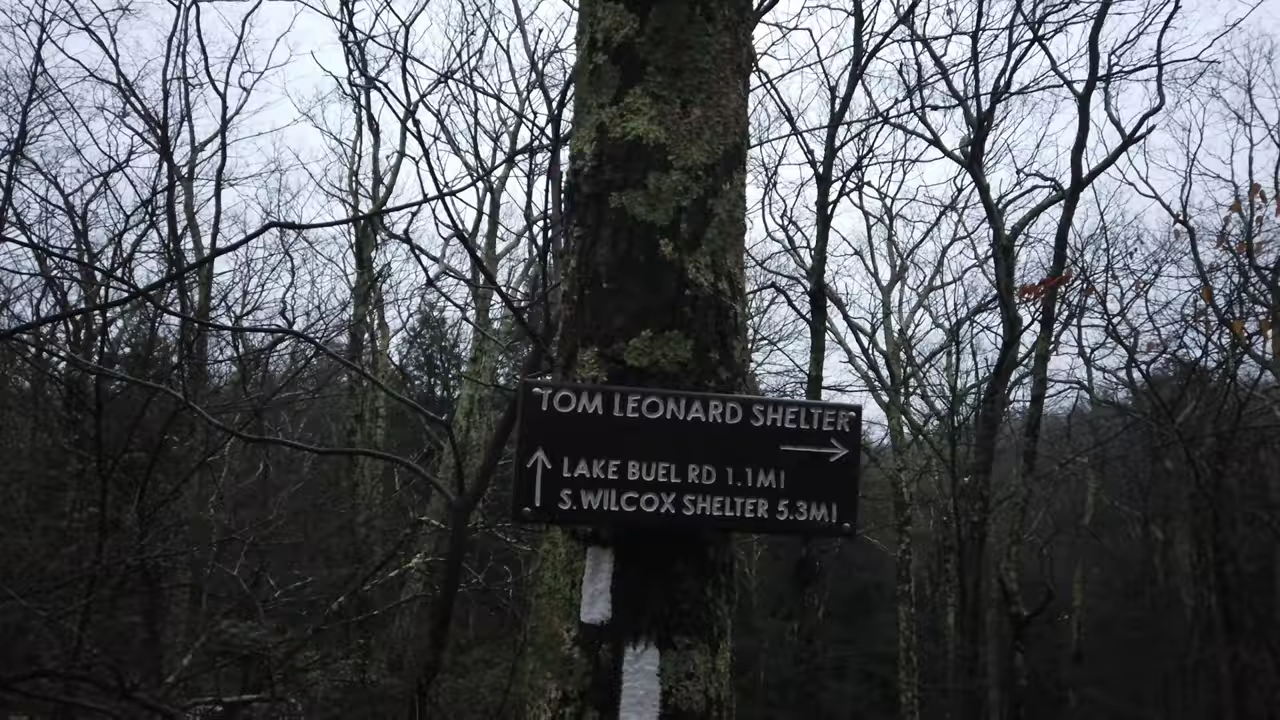 TOM LEONARD SHELTER
LAKE BUEL RD 1.1MI
S. WILCOX SHELTER 5.3MI